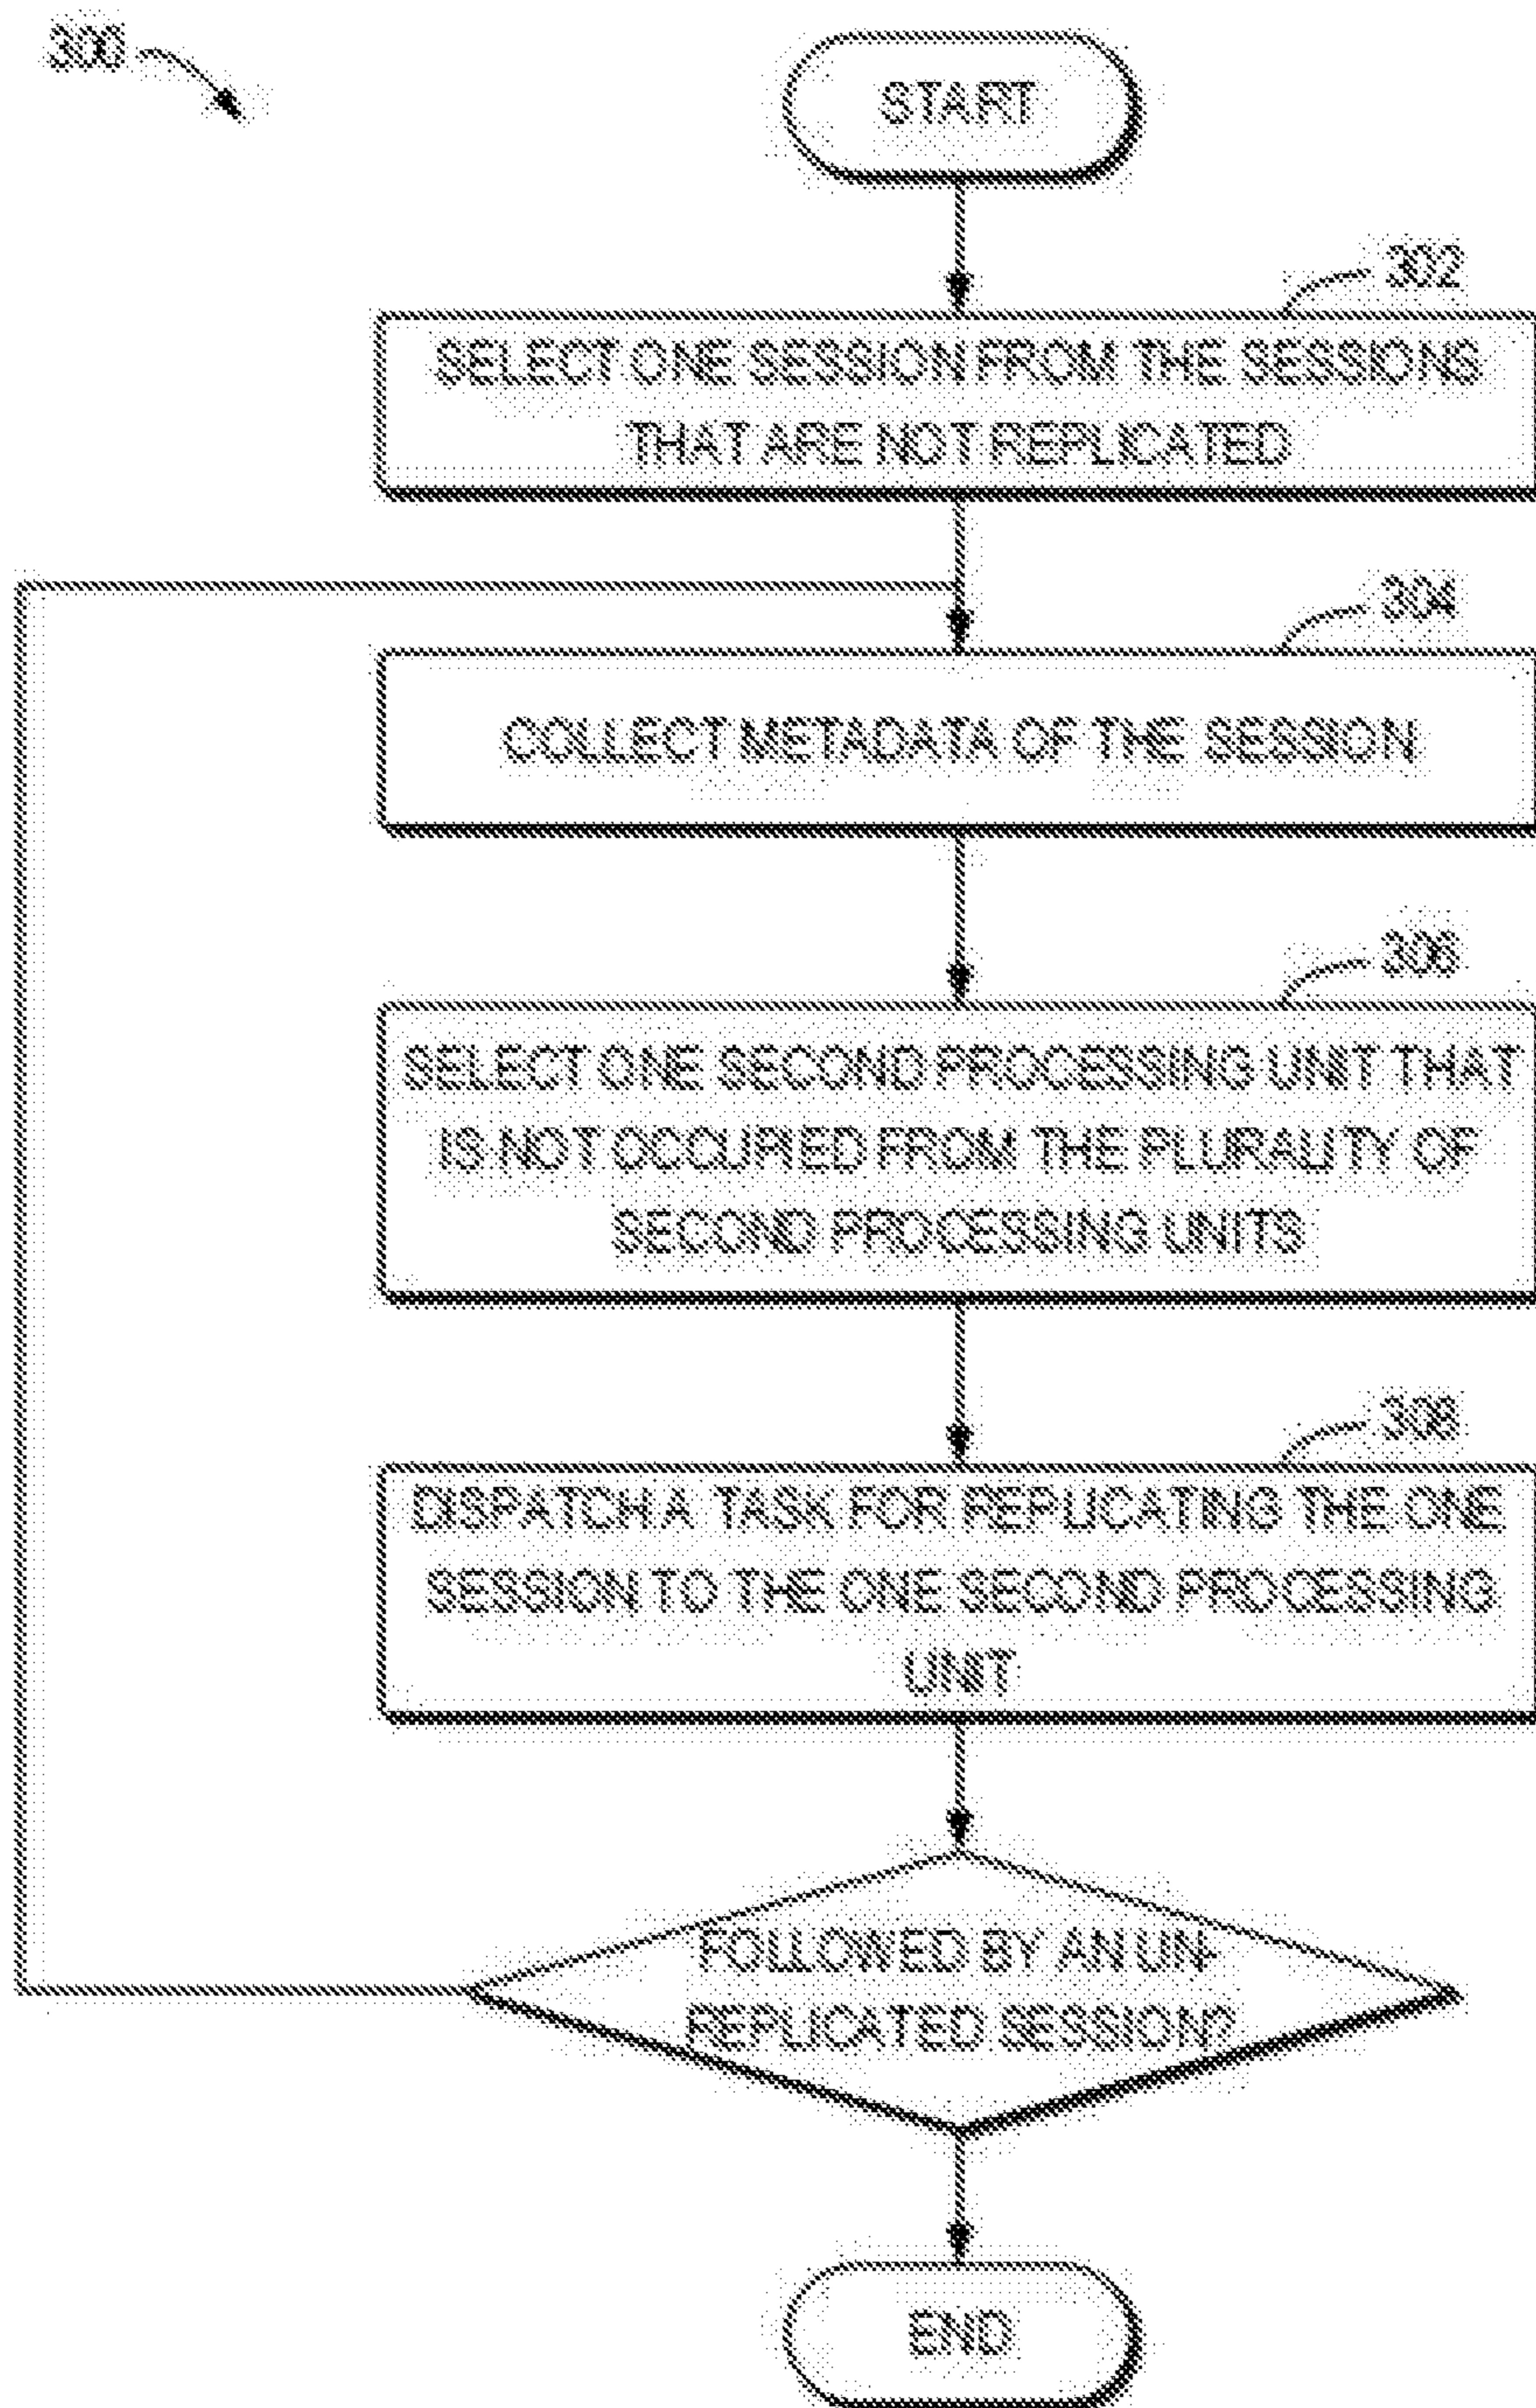 300
START
302
SELECT ONE SESSION FROM THE SESSIONS
THAT ARE NOT REPLICATED
304
COLLECT METADATA OF THE SESSION
306
SELECT ONE SECOND PROCESSING UNIT THAT
IS NOT OCCURIED FROM THE PLURALITY OF
SECOND PROCESSING UNITS
308
DISPATCH A TASK FOR REPLICATING THE ONE
SESSION TO THE ONE SECOND PROCESSING
UNIT
FOLLOWED BY AN UN-
REPLICATED SESSION?
END